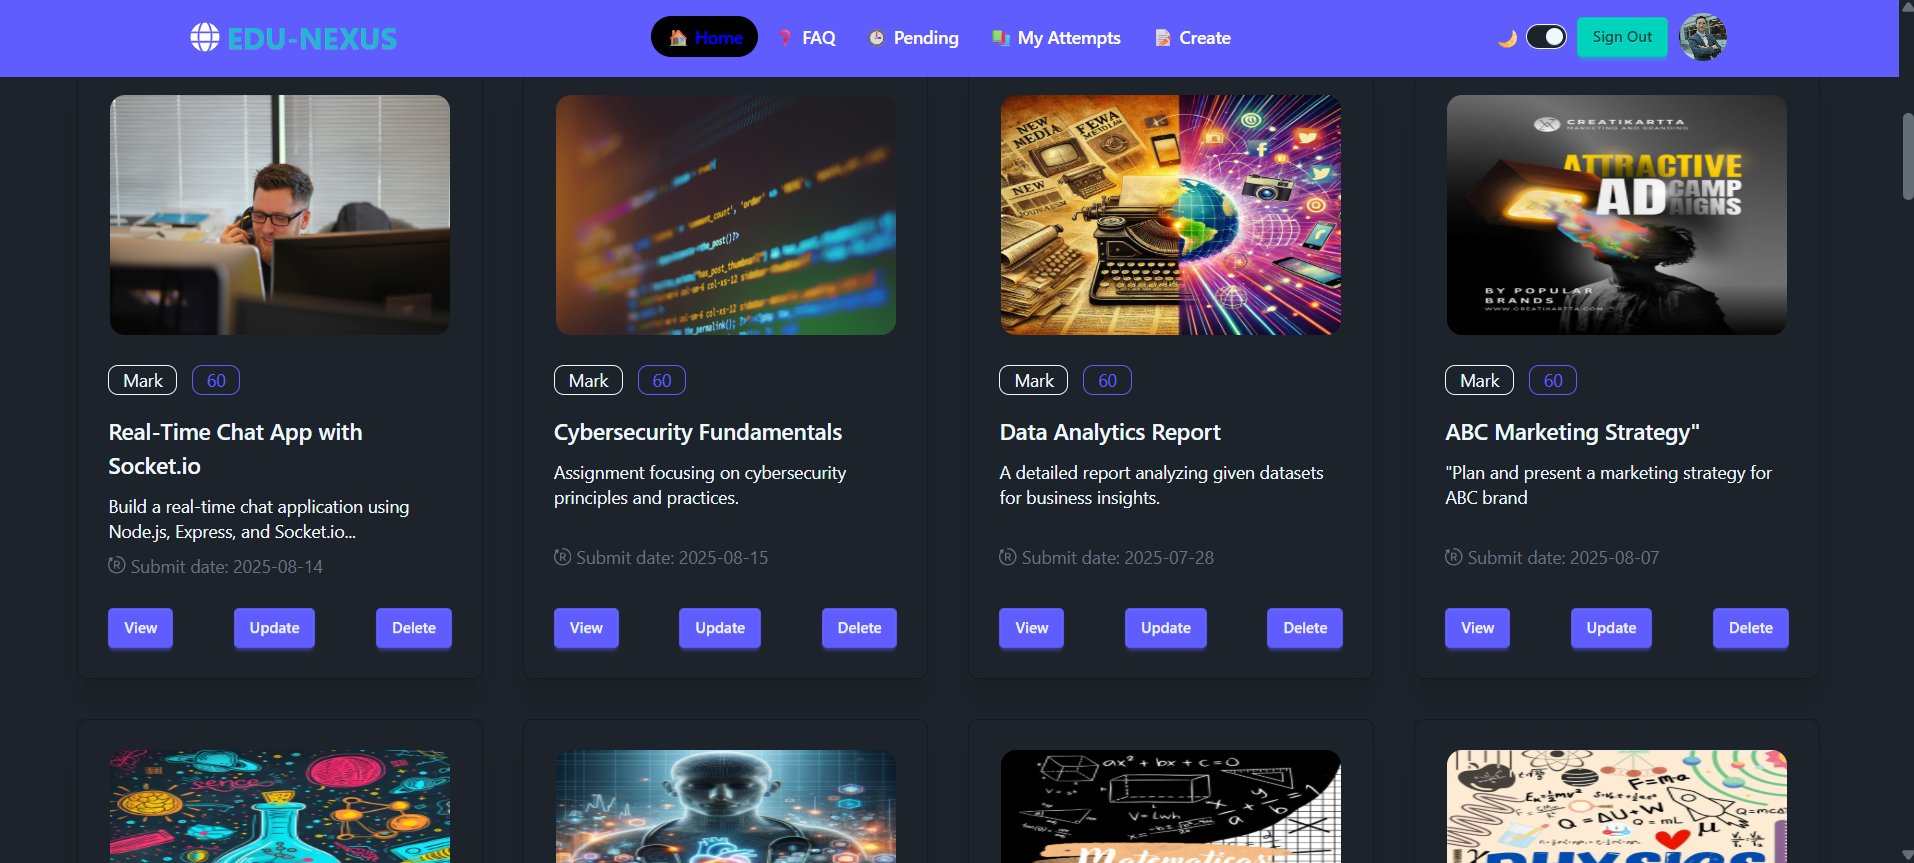 EDU-NEXUS
Home
FAQ
Pending
My Attempts
Create
Sign Out
NEW MEDIA
NEW
CREATIKARTTA
MARKETING AND BRANDING
ATTRACTIVE
AD CAMPAIGNS
BY POPULAR
BRANDS
WWW.CREATIKARTTA.COM
Mark 60
Real-Time Chat App with
Socket.io
Build a real-time chat application using
Node.js, Express, and Socket.io...
Submit date: 2025-08-14
View Update Delete
Mark 60
Cybersecurity Fundamentals
Assignment focusing on cybersecurity
principles and practices.
Submit date: 2025-08-15
View Update Delete
Mark 60
Data Analytics Report
A detailed report analyzing given datasets
for business insights.
Submit date: 2025-07-28
View Update Delete
Mark 60
ABC Marketing Strategy"
"Plan and present a marketing strategy for
ABC brand
Submit date: 2025-08-07
View Update Delete
ax² + bx + c = 0
V = lwh
x/a + y/b = 1
Matematicas
F=ma
Q = ΔU + W
Q = mL
μ
PHYSICS